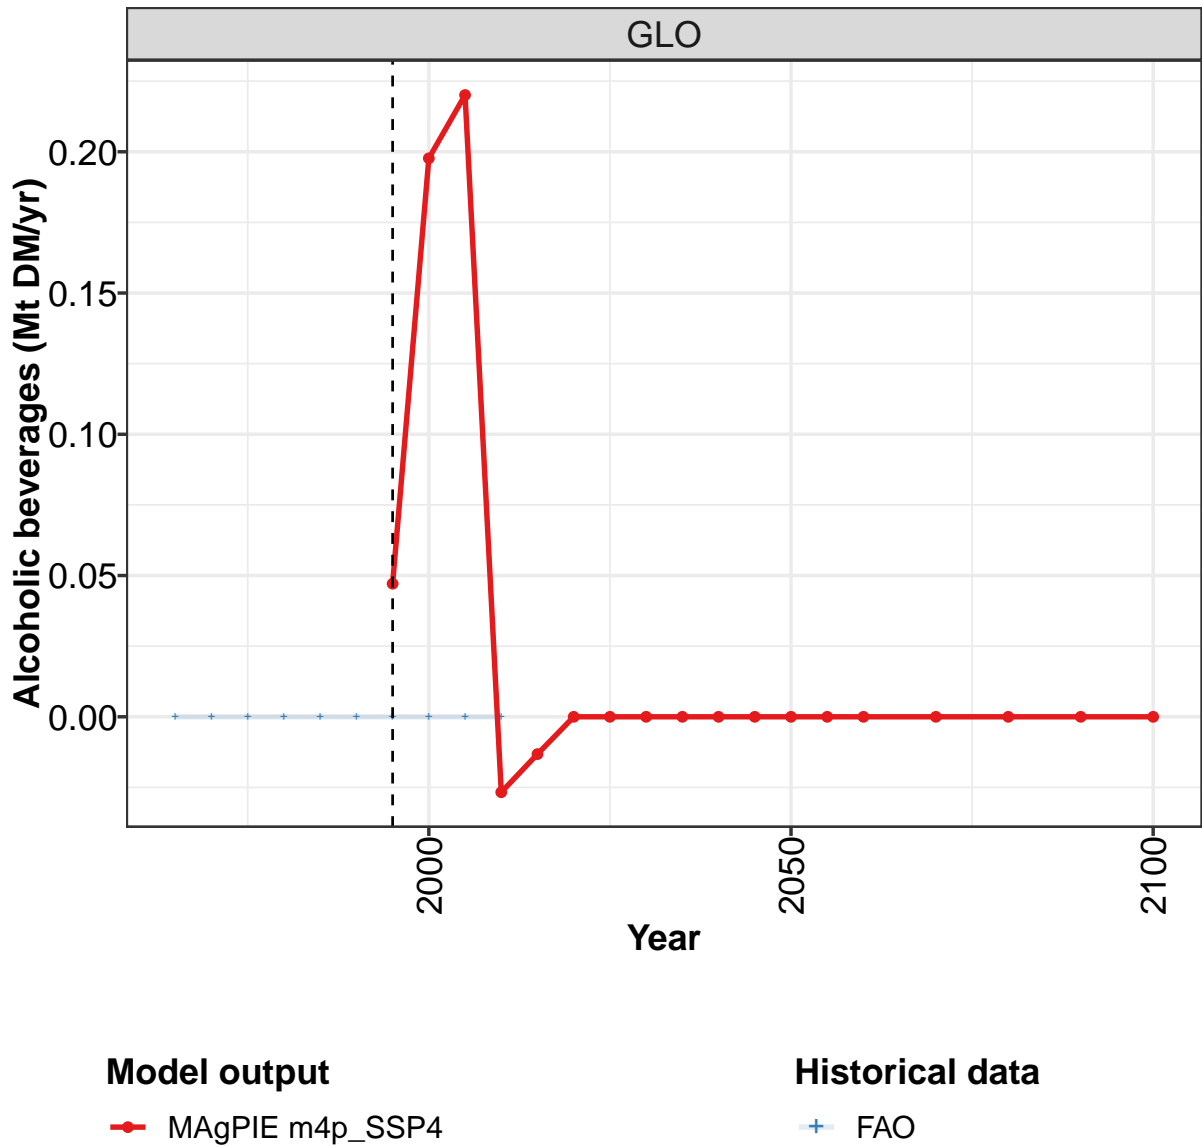 GLO
Alcoholic beverages (Mt DM/yr)
0.20
0.15
0.10
0.05
0.00
2000
2050
2100
Year
Model output
MAgPIE m4p_SSP4
Historical data
FAO